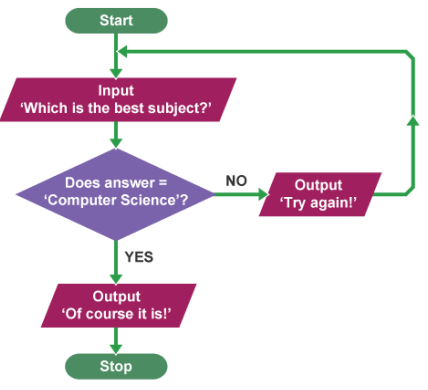 Start
Input
‘Which is the best subject?’
Does answer =
‘Computer Science’?
NO
Output
‘Try again!’
YES
Output
‘Of course it is!’
Stop